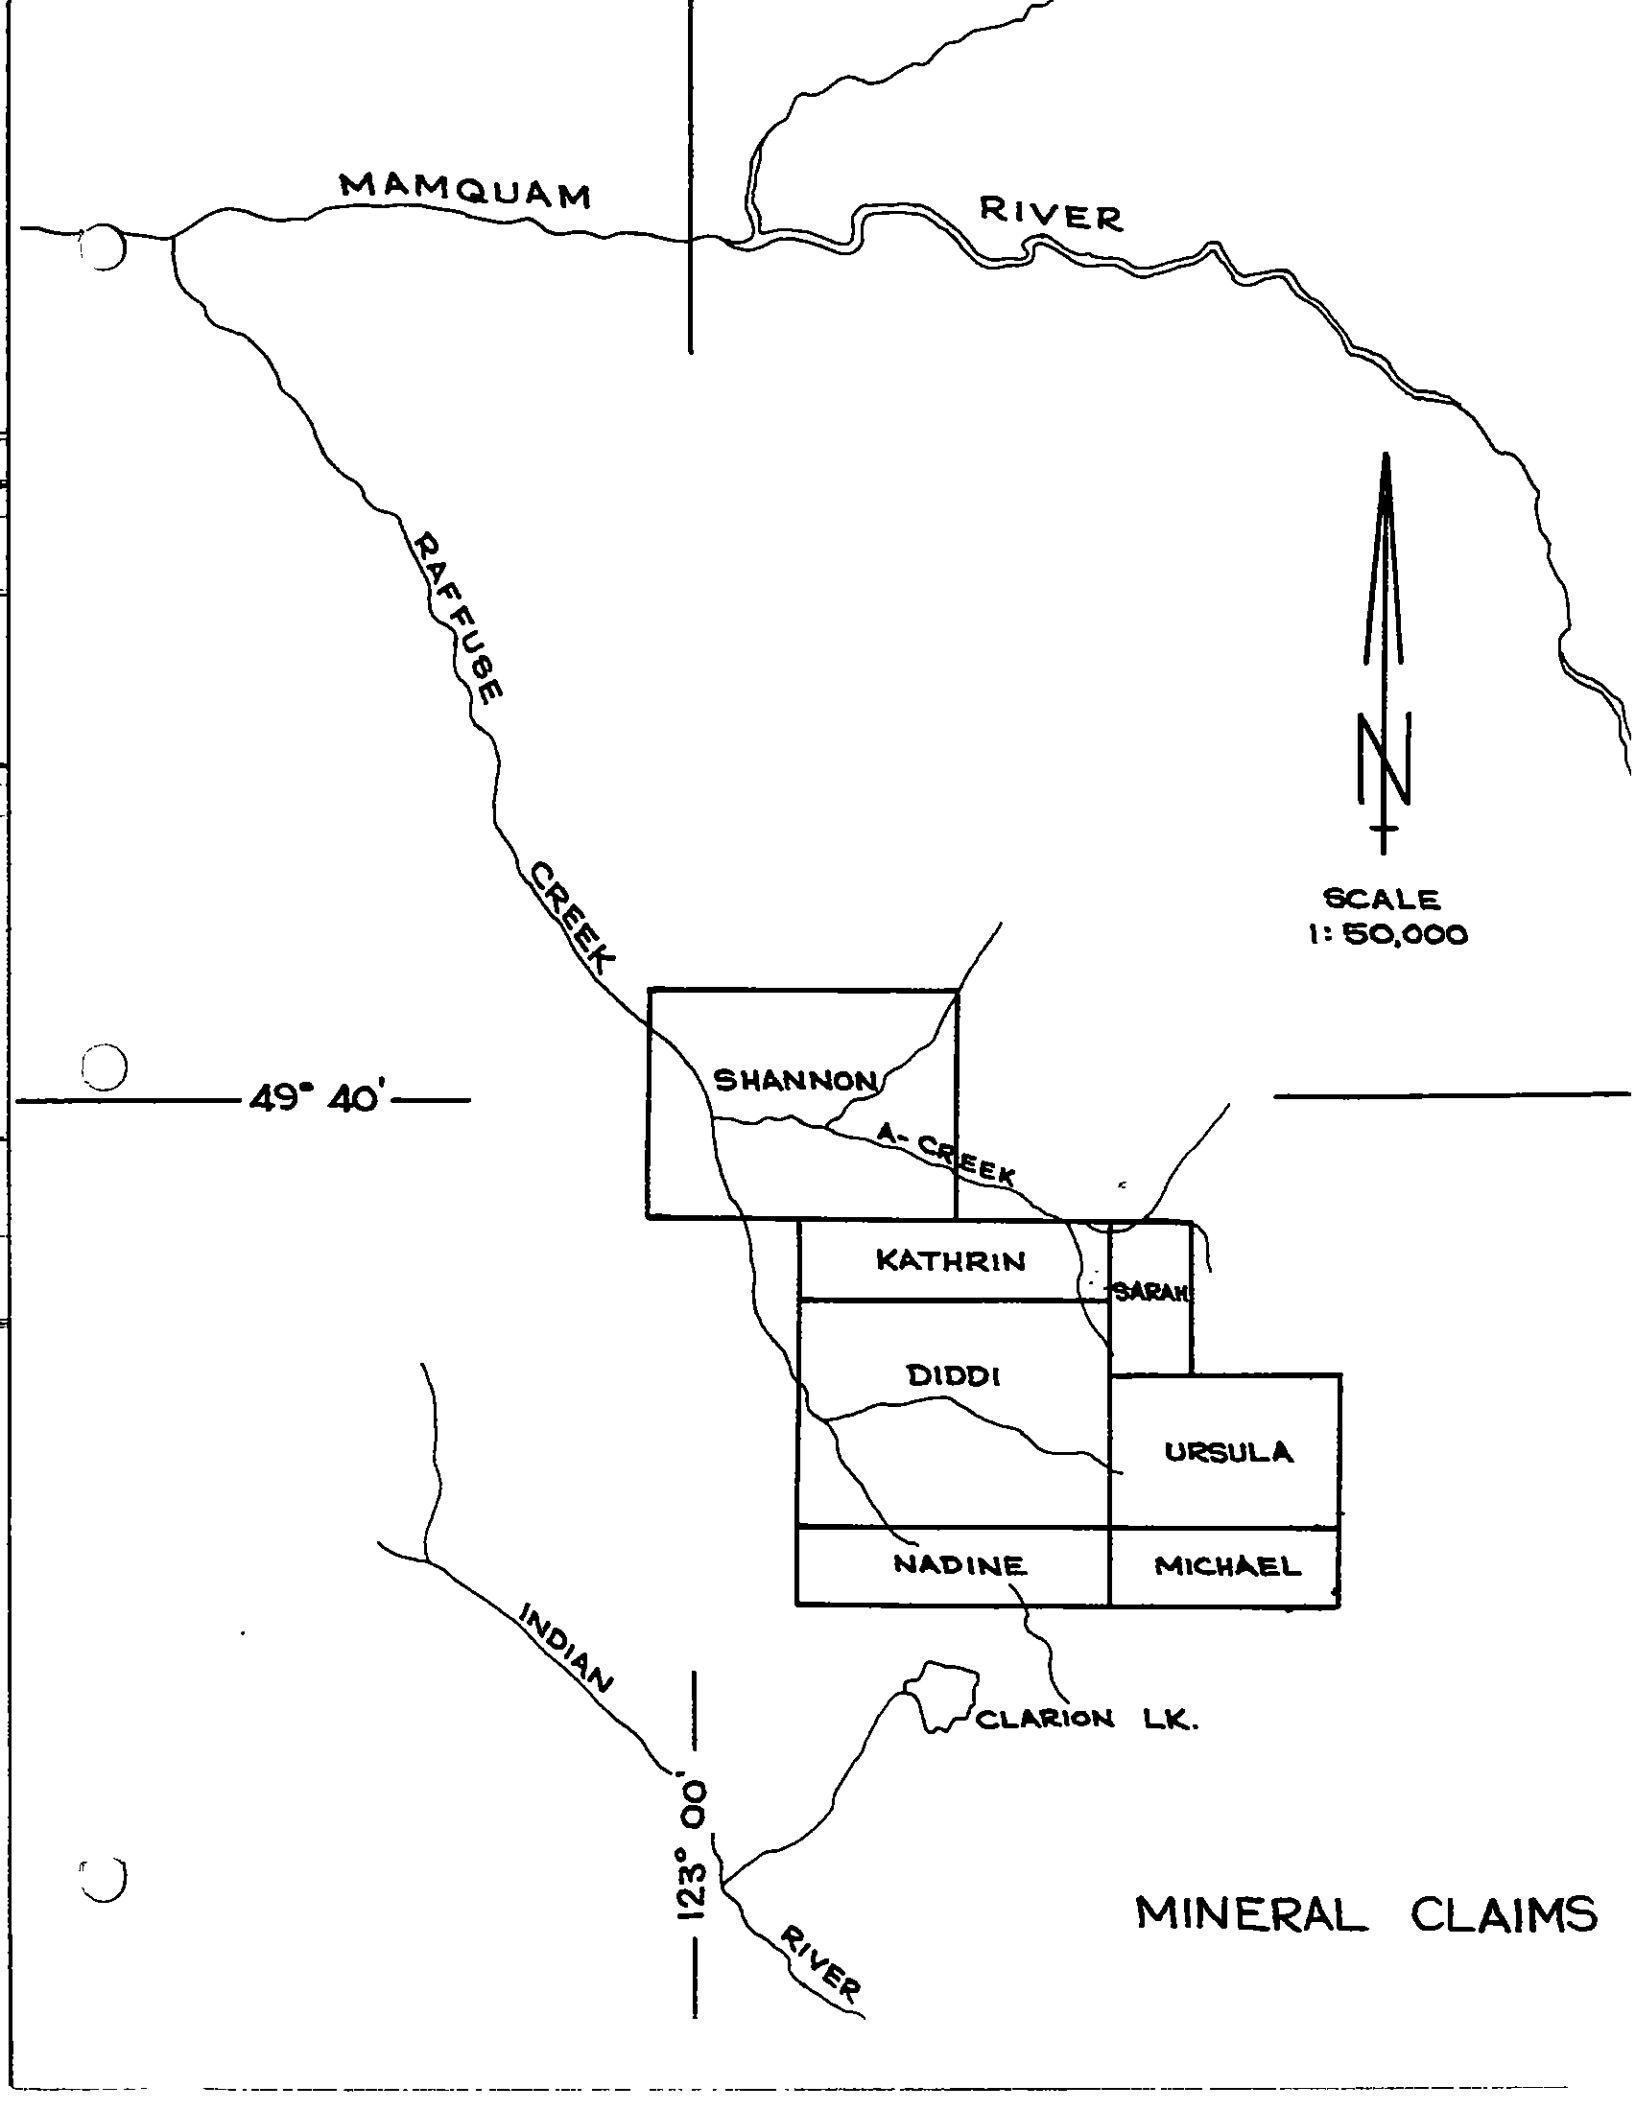 MAMQUAM
RIVER
RAFFUSE
CREEK
N
SCALE
1:50,000
SHANNON
49° 40'
A-CREEK
KATHRIN
SARAH
DIDDI
URSULA
NADINE
MICHAEL
INDIAN
CLARION LK.
123° 00'
RIVER
MINERAL CLAIMS